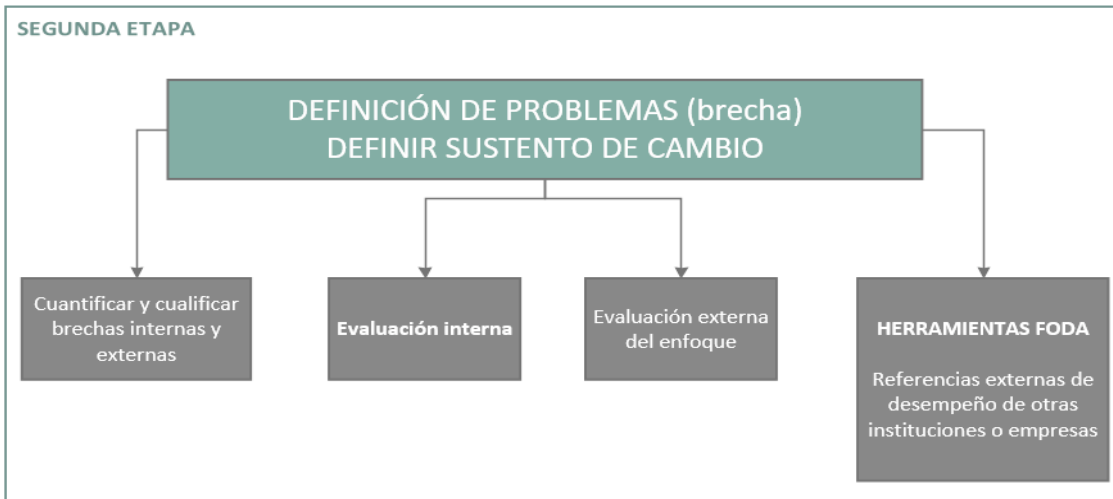 SEGUNDA ETAPA
DEFINICIÓN DE PROBLEMAS (brecha)
DEFINIR SUSTENTO DE CAMBIO
Cuantificar y cualificar
brechas internas y
externas
Evaluación interna
Evaluación externa
del enfoque
HERRAMIENTAS FODA
Referencias externas de
desempeño de otras
instituciones o empresas